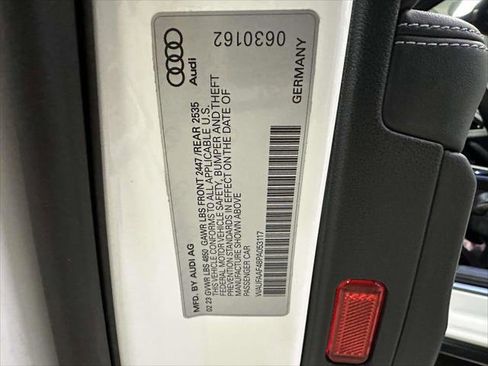 Audi
0630162
GERMANY
MFD. BY AUDI AG
02 23 GVWR LBS 4850 GAWR LBS FRONT 2447/REAR 2535
THIS VEHICLE CONFORMS TO ALL APPLICABLE U.S.
FEDERAL MOTOR VEHICLE SAFETY, BUMPER AND THEFT
PREVENTION STANDARDS IN EFFECT ON THE DATE OF
MANUFACTURE SHOWN ABOVE
PASSENGER CAR